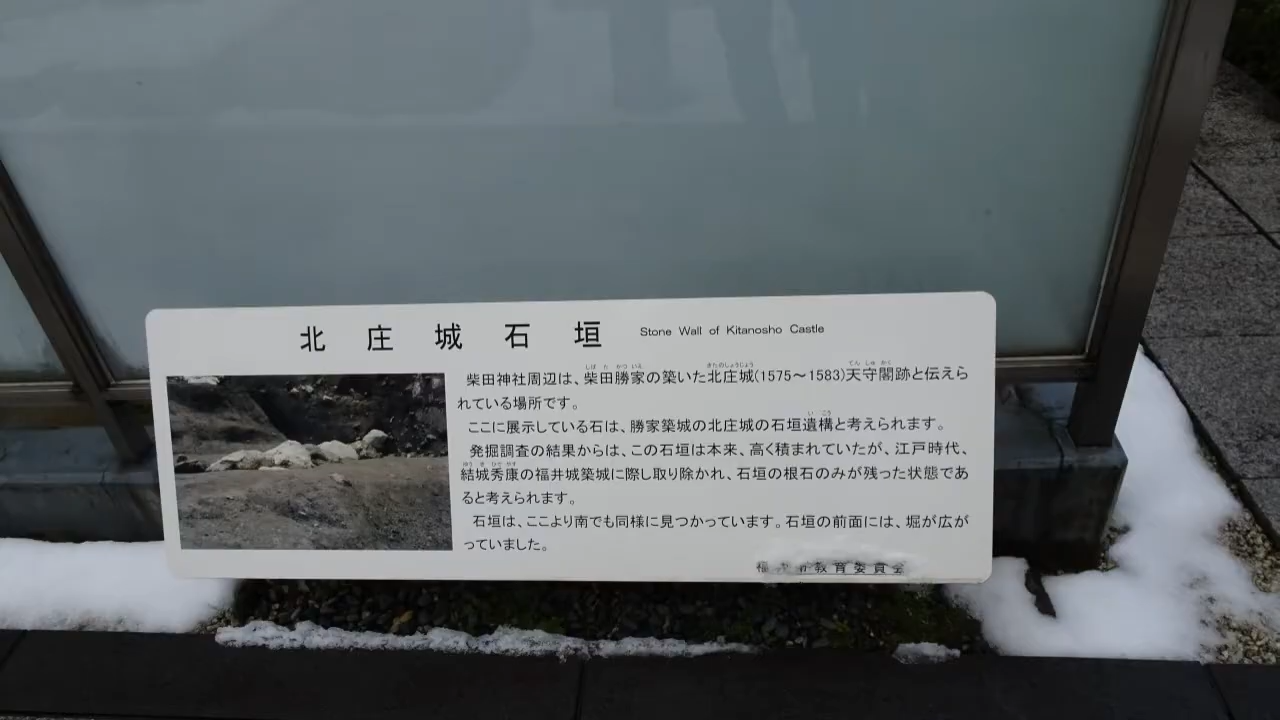 北庄城石垣 Stone Wall of Kitanosho Castle
柴田神社周辺は、柴田勝家の築いた北庄城(1575～1583)天守閣跡と伝えら
れている場所です。
ここに展示している石は、勝家築城の北庄城の石垣遺構と考えられます。
発掘調査の結果からは、この石垣は本来、高く積まれていたが、江戸時代、
結城秀康の福井城築城に際し取り除かれ、石垣の根石のみが残った状態であ
ると考えられます。
石垣は、ここより南でも同様に見つかっています。石垣の前面には、堀が広が
っていました。
教育委員会